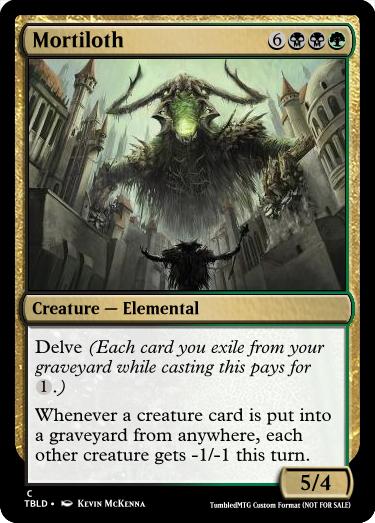 Mortiloth 6
Creature — Elemental
Delve (Each card you exile from your
graveyard while casting this pays for
1.)
Whenever a creature card is put into
a graveyard from anywhere, each
other creature gets -1/-1 this turn.
5/4
C
TBLD • Kevin McKenna
TumbledMTG Custom Format (NOT FOR SALE)